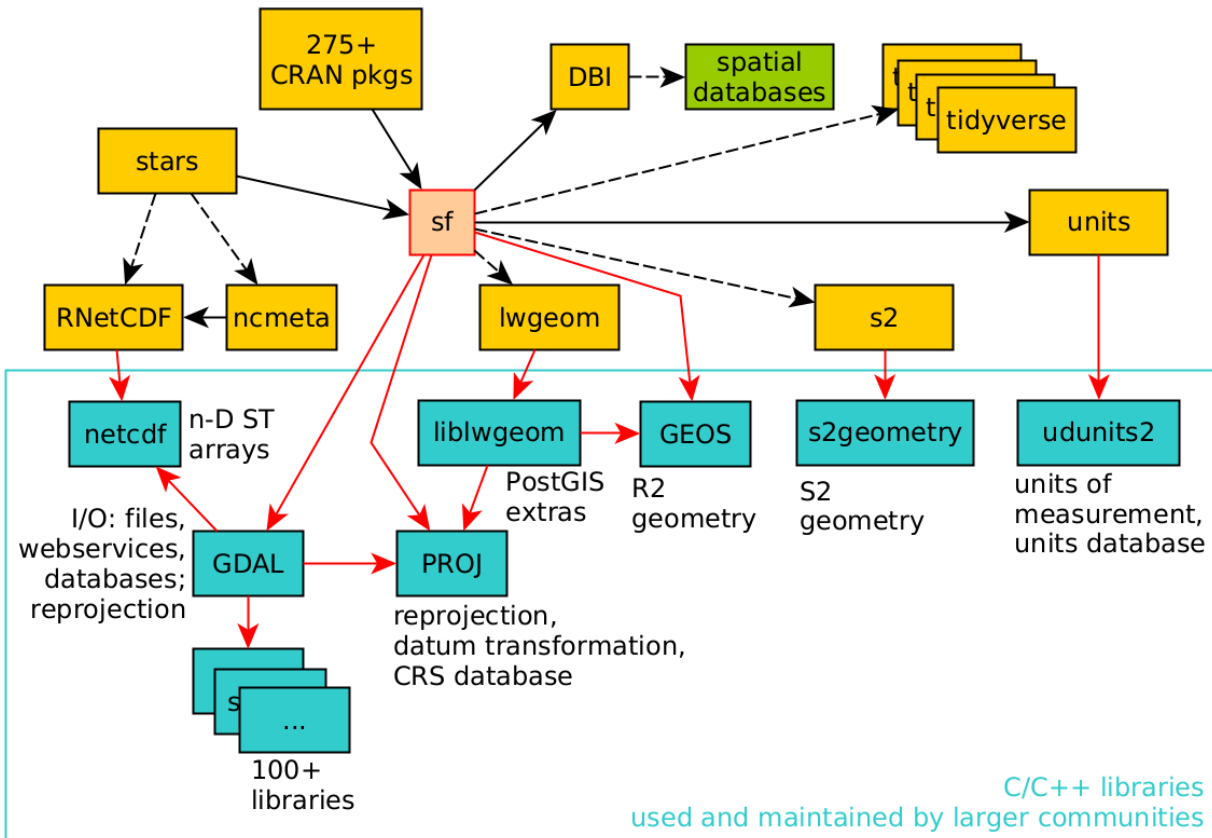 275+
CRAN pkgs
DBI
spatial
databases
tidyverse
stars
sf
units
RNetCDF
ncmeta
lwgeom
s2
netcdf
n-D ST
arrays
liblwgeom
GEOS
s2geometry
udunits2
PostGIS
extras
R2
geometry
S2
geometry
units of
measurement,
units database
I/O: files,
webservices,
databases;
reprojection
GDAL
PROJ
reprojection,
datum transformation,
CRS database
...
100+
libraries
C/C++ libraries
used and maintained by larger communities